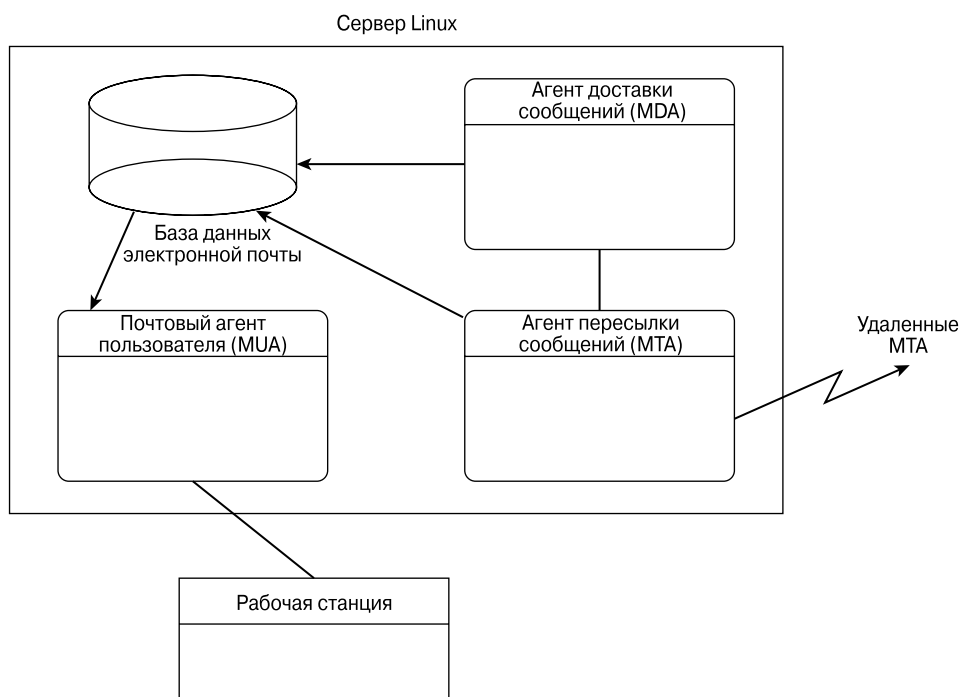 Сервер Linux
Агент доставки
сообщений (MDA)
База данных
электронной почты
Почтовый агент
пользователя (MUA)
Агент пересылки
сообщений (MTA)
Удаленные
MTA
Рабочая станция